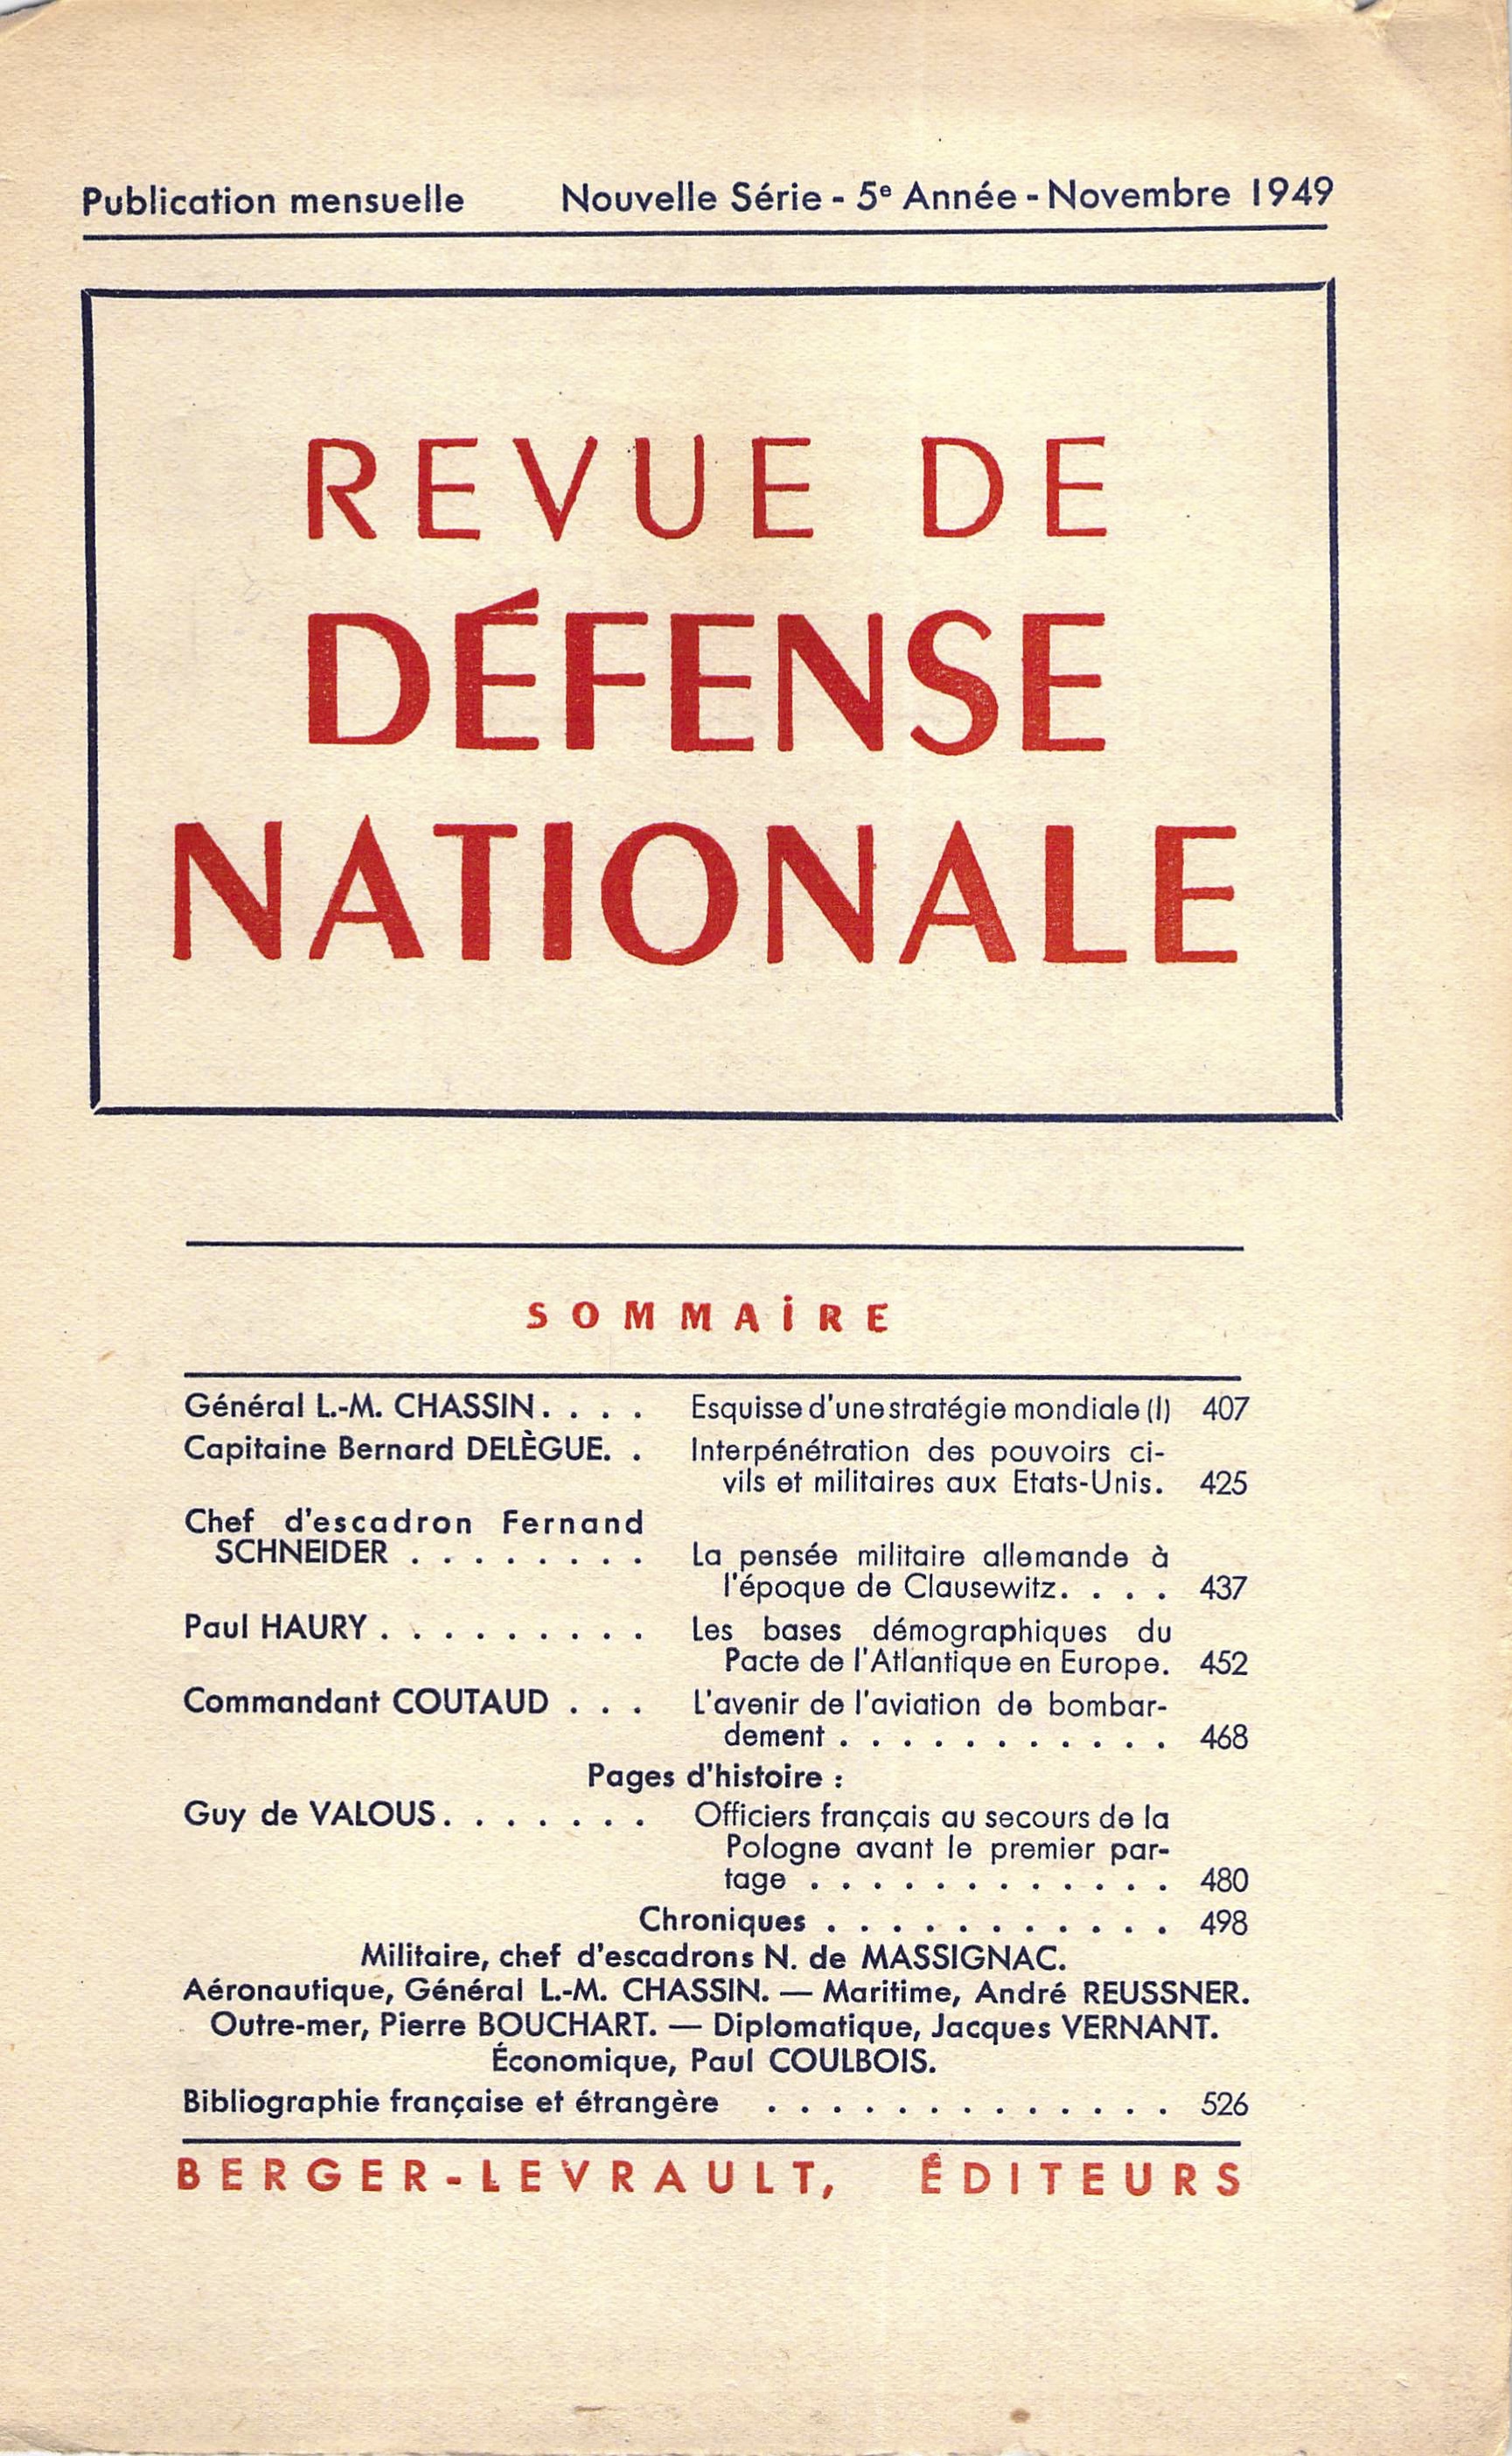 Publication mensuelle Nouvelle Série - 5e Année - Novembre 1949
REVUE DE
DÉFENSE
NATIONALE
SOMMAiRE
Général L.-M. CHASSIN. . . . Esquisse d'une stratégie mondiale (I) 407
Capitaine Bernard DELÈGUE. . Interpénétration des pouvoirs ci-
vils et militaires aux Etats-Unis. 425
Chef d'escadron Fernand
SCHNEIDER . . . . . . . . La pensée militaire allemande à
l'époque de Clausewitz. . . . 437
Paul HAURY . . . . . . . . . Les bases démographiques du
Pacte de l'Atlantique en Europe. 452
Commandant COUTAUD . . . L'avenir de l'aviation de bombar-
dement . . . . . . . . . . . 468
Pages d'histoire :
Guy de VALOUS. . . . . . . Officiers français au secours de la
Pologne avant le premier par-
tage . . . . . . . . . . . . 480
Chroniques . . . . . . . . . . . 498
Militaire, chef d'escadrons N. de MASSIGNAC.
Aéronautique, Général L.-M. CHASSIN. — Maritime, André REUSSNER.
Outre-mer, Pierre BOUCHART. — Diplomatique, Jacques VERNANT.
Économique, Paul COULBOIS.
Bibliographie française et étrangère . . . . . . . . . . . . . 526
BERGER-LEVRAULT, ÉDITEURS